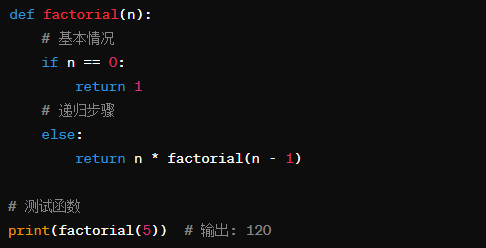 def factorial(n):
    # 基本情况
    if n == 0:
        return 1
    # 递归步骤
    else:
        return n * factorial(n - 1)

# 测试函数
print(factorial(5))  # 输出: 120